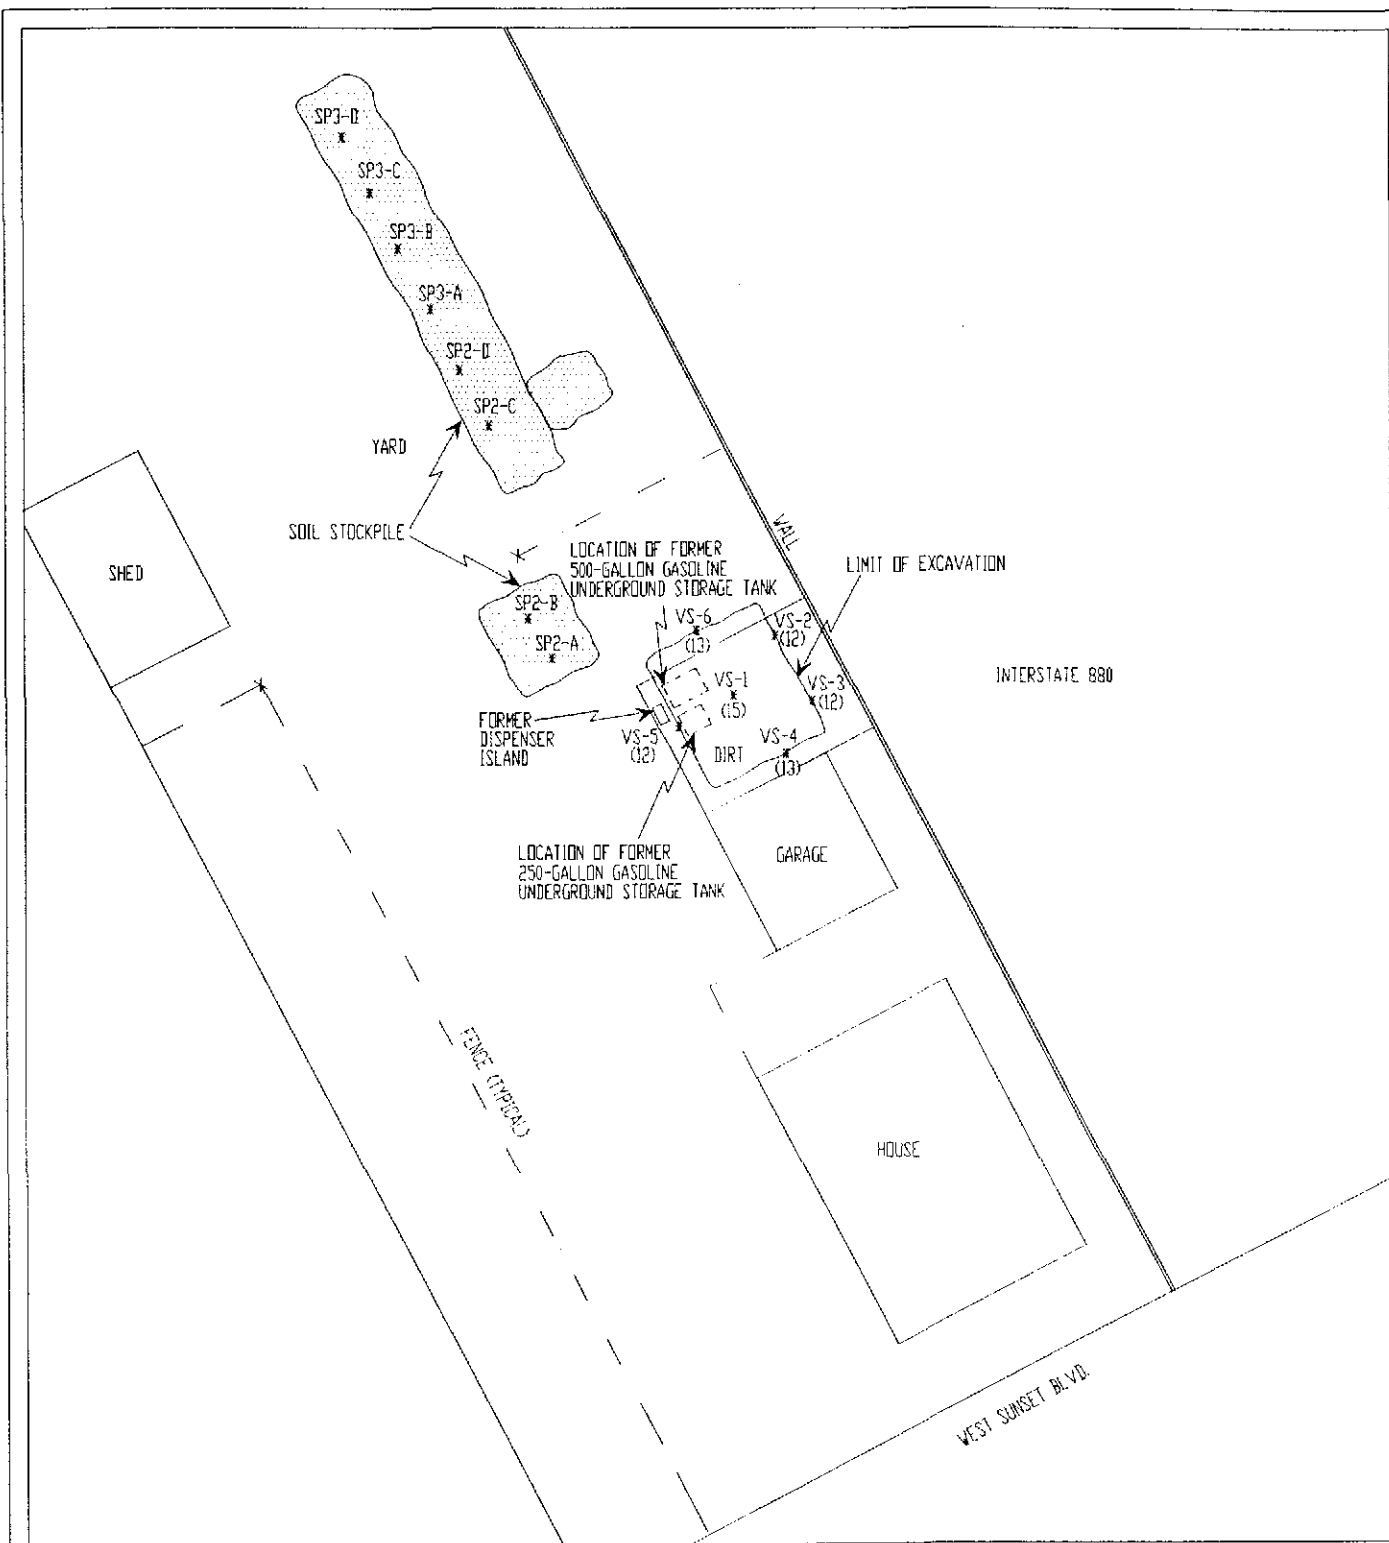 SP3-D
SP3-C
SP3-B
SP3-A
SP2-D
SP2-C
YARD
SOIL STOCKPILE
SHED
WALL
LOCATION OF FORMER
500-GALLON GASOLINE
UNDERGROUND STORAGE TANK
LIMIT OF EXCAVATION
SP2-B
SP2-A
VS-6
(13)
VS-2
(12)
VS-1
(15)
VS-3
(12)
INTERSTATE 880
FORMER
DISPENSER
ISLAND
VS-5
(12)
DIRT
VS-4
(13)
LOCATION OF FORMER
250-GALLON GASOLINE
UNDERGROUND STORAGE TANK
GARAGE
FENCE (TYPICAL)
HOUSE
WEST SUNSET BLVD.